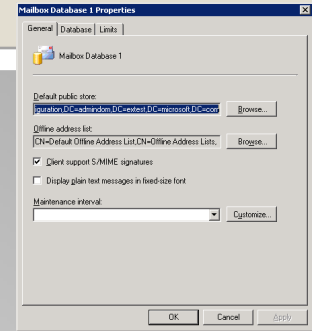 Mailbox Database 1 Properties
General Database Limits
Mailbox Database 1
Default public store:
iguration,DC=admindom,DC=extest,DC=microsoft,DC=com
Browse...
Offline address list:
CN=Default Offline Address List,CN=Offline Address Lists,
Browse...
Client support S/MIME signatures
Display plain text messages in fixed-size font
Maintenance interval:
Customize...
OK Cancel Apply